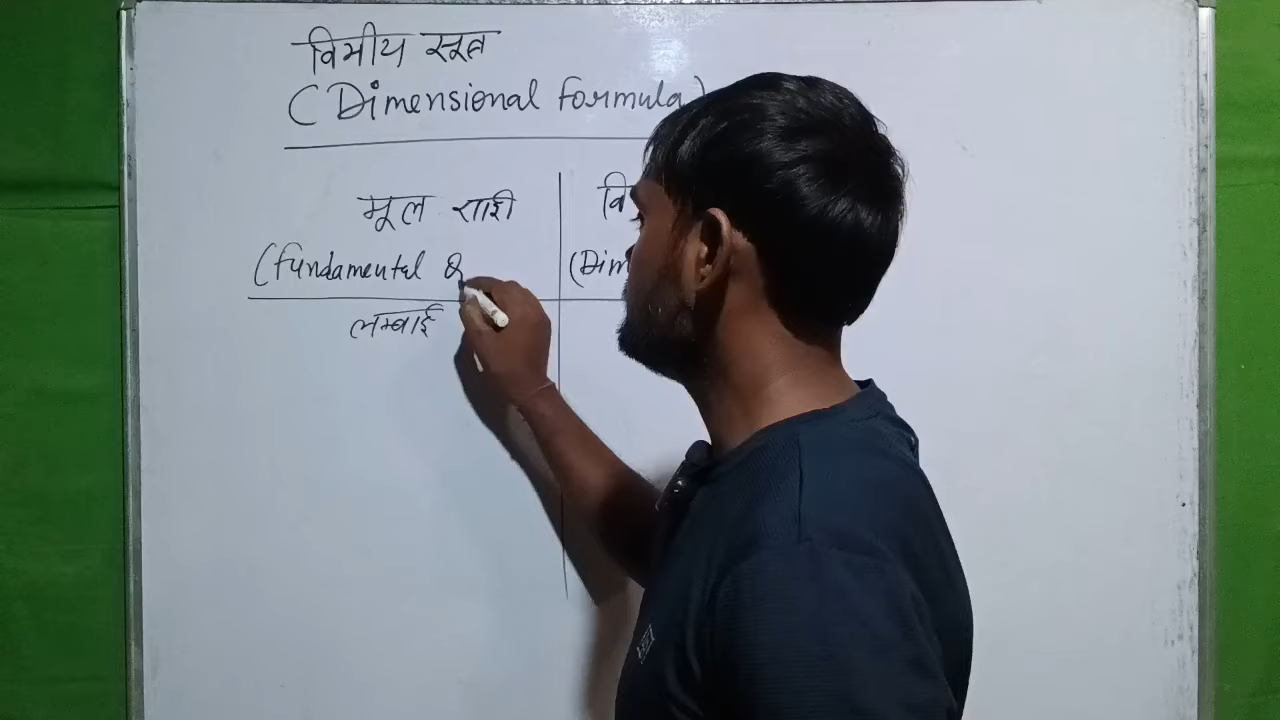 विमीय सूत्र
(Dimensional formula)
मूल राशी
(fundamental Q
लम्बाई
वि
(Dim